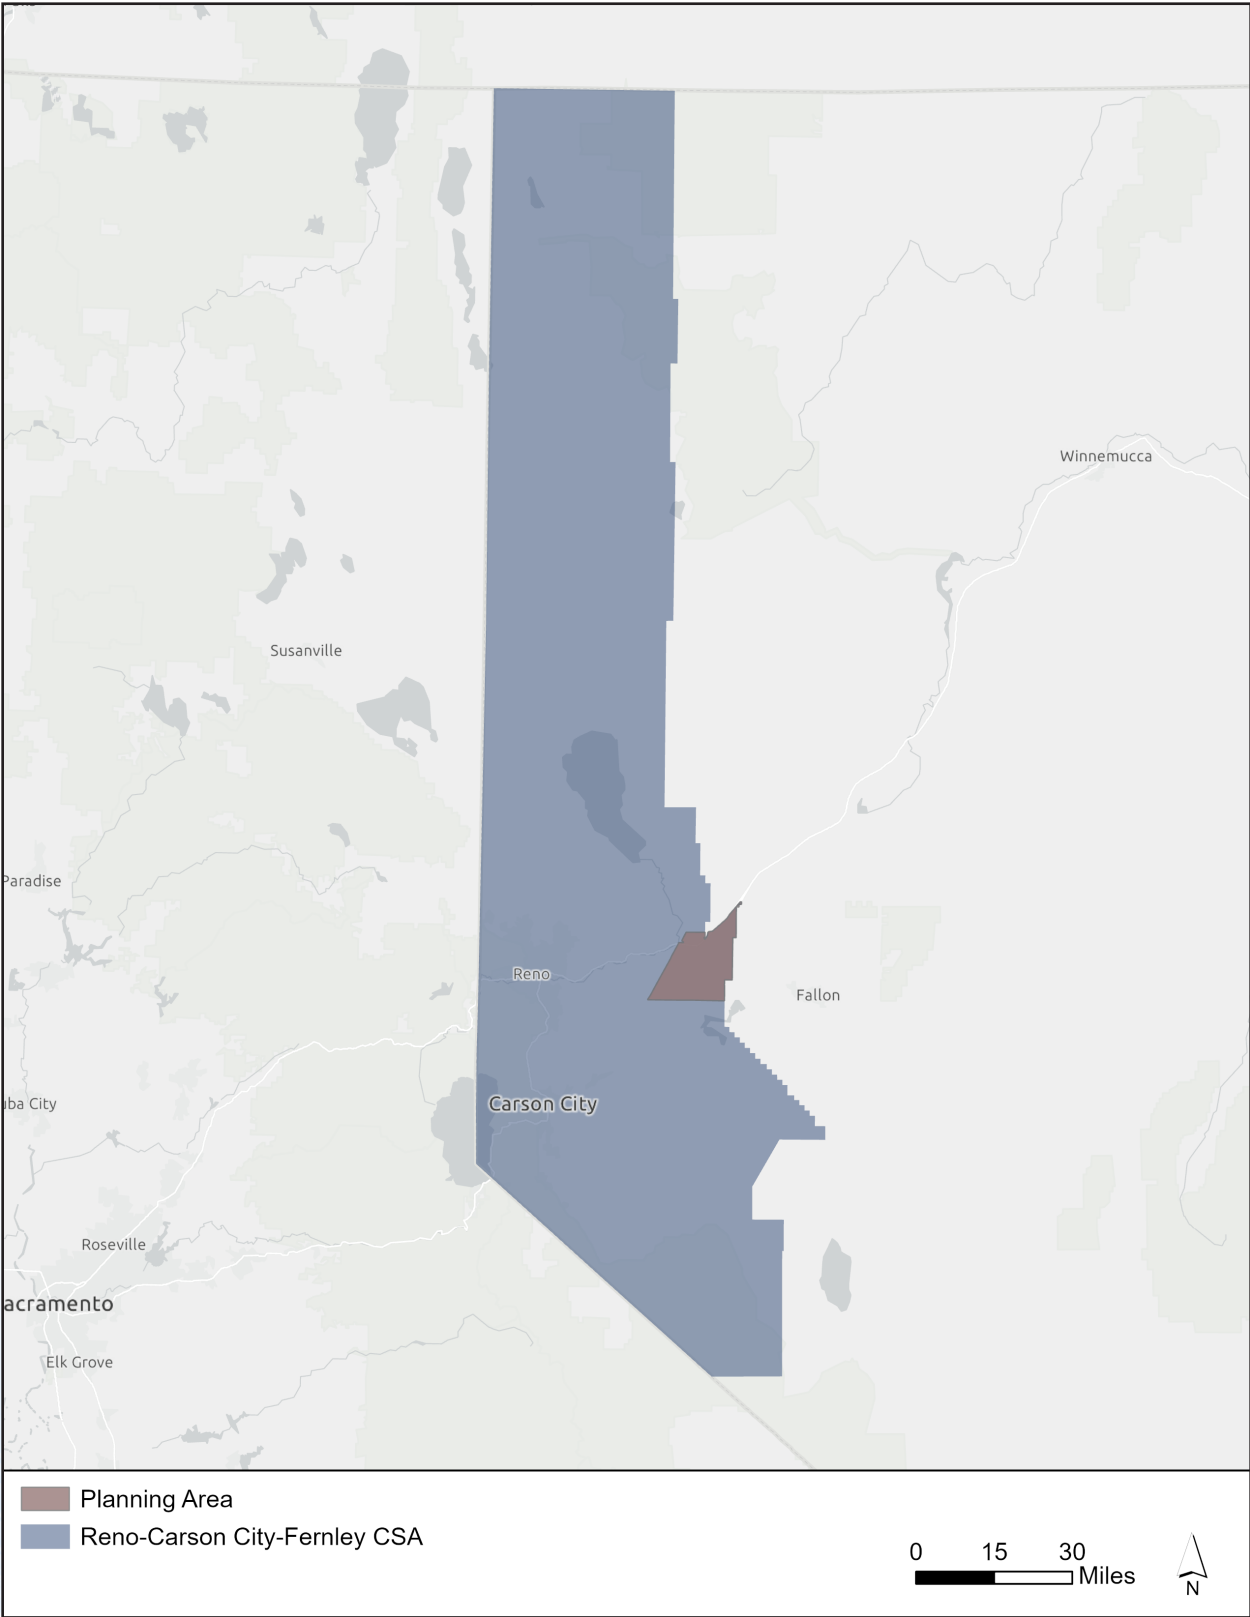 Winnemucca
Susanville
Paradise
Reno
Fallon
uba City
Carson City
Roseville
acramento
Elk Grove
Planning Area
Reno-Carson City-Fernley CSA
0 15 30
Miles
N